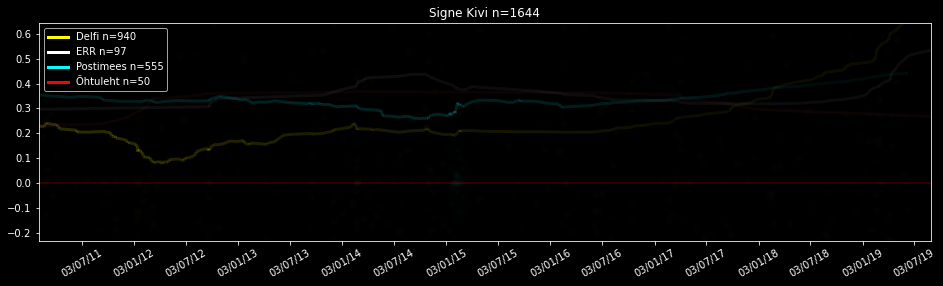 Signe Kivi n=1644
Delfi n=940
ERR n=97
Postimees n=555
Õhtuleht n=50
0.6
0.5
0.4
0.3
0.2
0.1
0.0
−0.1
−0.2
03/07/11 03/01/12 03/07/12 03/01/13 03/07/13 03/01/14 03/07/14 03/01/15 03/07/15 03/01/16 03/07/16 03/01/17 03/07/17 03/01/18 03/07/18 03/01/19 03/07/19